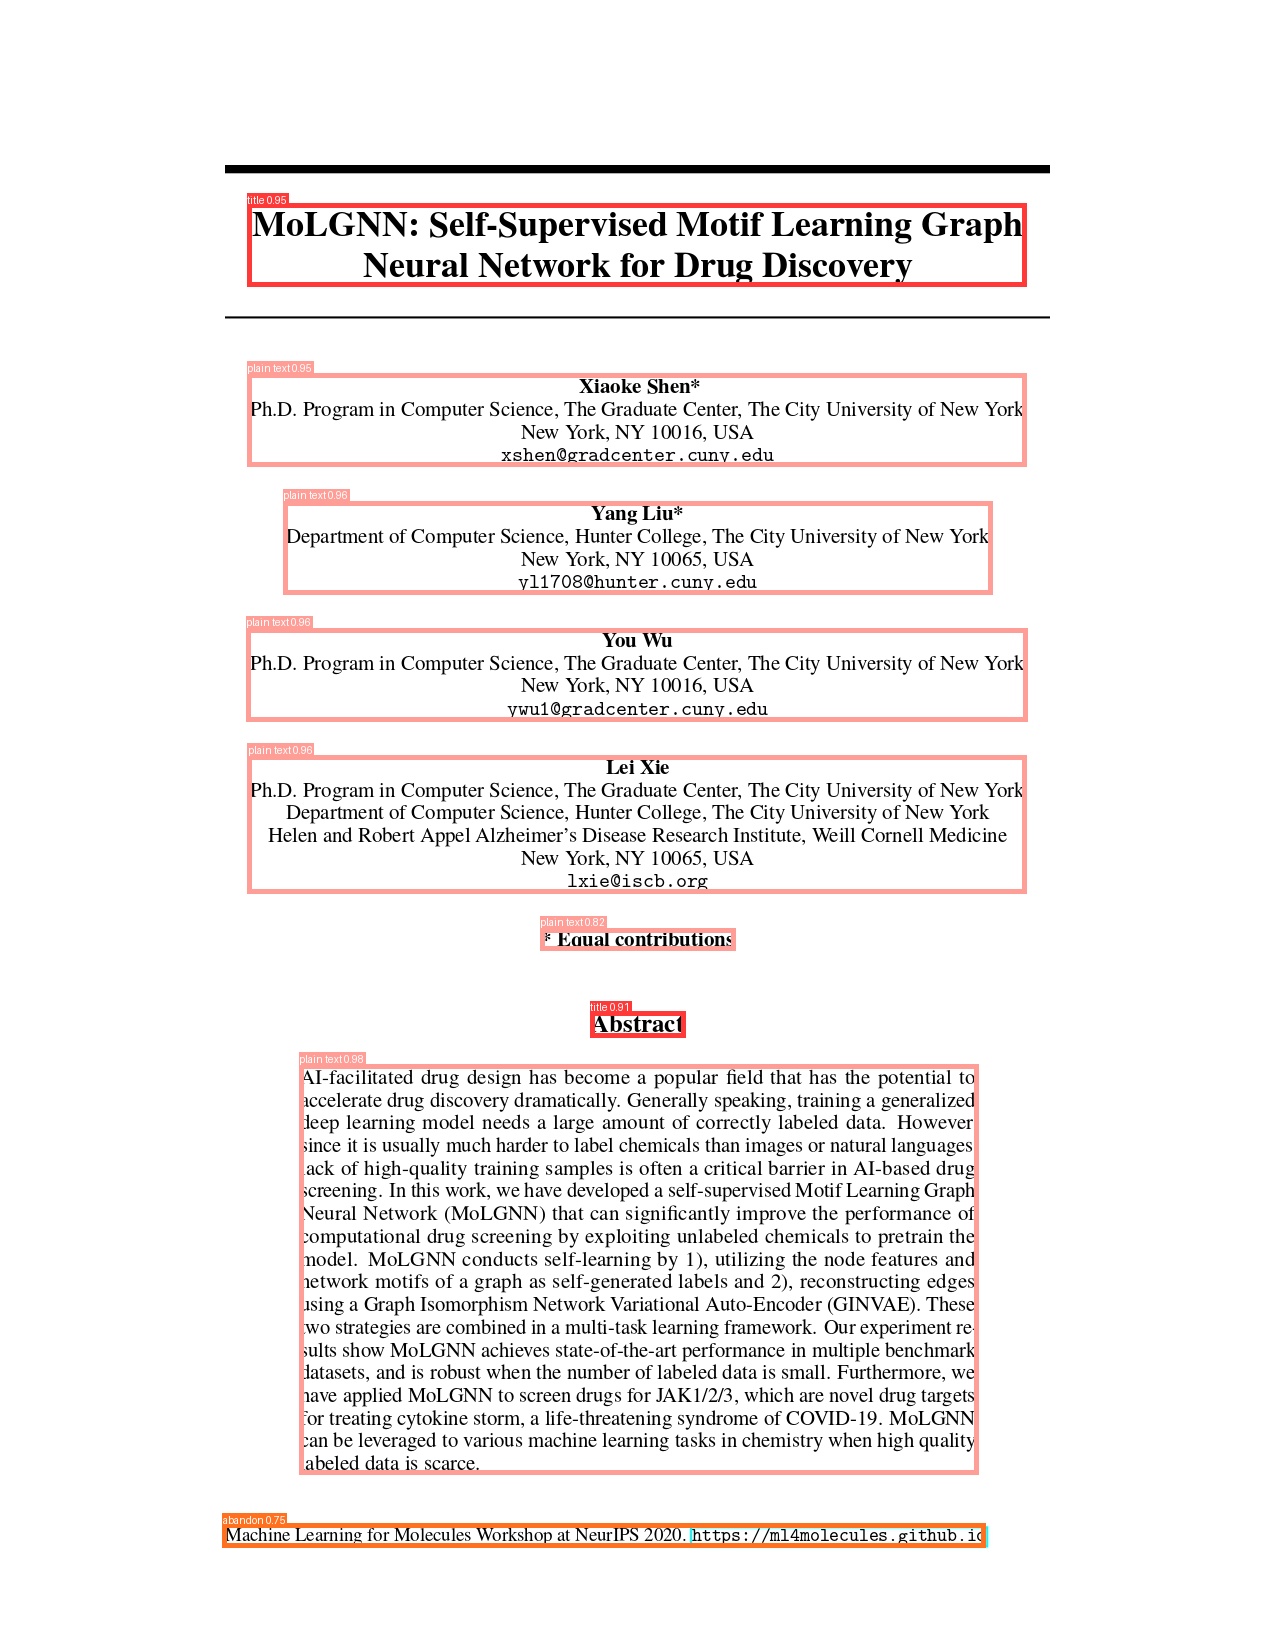 title 0.95
MoLGNN: Self-Supervised Motif Learning Graph
Neural Network for Drug Discovery
plain text 0.95
Xiaoke Shen*
Ph.D. Program in Computer Science, The Graduate Center, The City University of New York
New York, NY 10016, USA
xshen@gradcenter.cuny.edu
plain text 0.96
Yang Liu*
Department of Computer Science, Hunter College, The City University of New York
New York, NY 10065, USA
yl1708@hunter.cuny.edu
plain text 0.96
You Wu
Ph.D. Program in Computer Science, The Graduate Center, The City University of New York
New York, NY 10016, USA
ywu1@gradcenter.cuny.edu
plain text 0.96
Lei Xie
Ph.D. Program in Computer Science, The Graduate Center, The City University of New York
Department of Computer Science, Hunter College, The City University of New York
Helen and Robert Appel Alzheimer's Disease Research Institute, Weill Cornell Medicine
New York, NY 10065, USA
lxie@iscb.org
plain text 0.82
* Equal contributions
title 0.91
Abstract
plain text 0.98
AI-facilitated drug design has become a popular field that has the potential to
accelerate drug discovery dramatically. Generally speaking, training a generalized
deep learning model needs a large amount of correctly labeled data. However
since it is usually much harder to label chemicals than images or natural languages
lack of high-quality training samples is often a critical barrier in AI-based drug
screening. In this work, we have developed a self-supervised Motif Learning Graph
Neural Network (MoLGNN) that can significantly improve the performance of
computational drug screening by exploiting unlabeled chemicals to pretrain the
model. MoLGNN conducts self-learning by 1), utilizing the node features and
network motifs of a graph as self-generated labels and 2), reconstructing edges
using a Graph Isomorphism Network Variational Auto-Encoder (GINVAE). These
two strategies are combined in a multi-task learning framework. Our experiment re-
sults show MoLGNN achieves state-of-the-art performance in multiple benchmark
datasets, and is robust when the number of labeled data is small. Furthermore, we
have applied MoLGNN to screen drugs for JAK1/2/3, which are novel drug targets
for treating cytokine storm, a life-threatening syndrome of COVID-19. MoLGNN
can be leveraged to various machine learning tasks in chemistry when high quality
labeled data is scarce.
abandon 0.75
Machine Learning for Molecules Workshop at NeurIPS 2020. https://ml4molecules.github.io